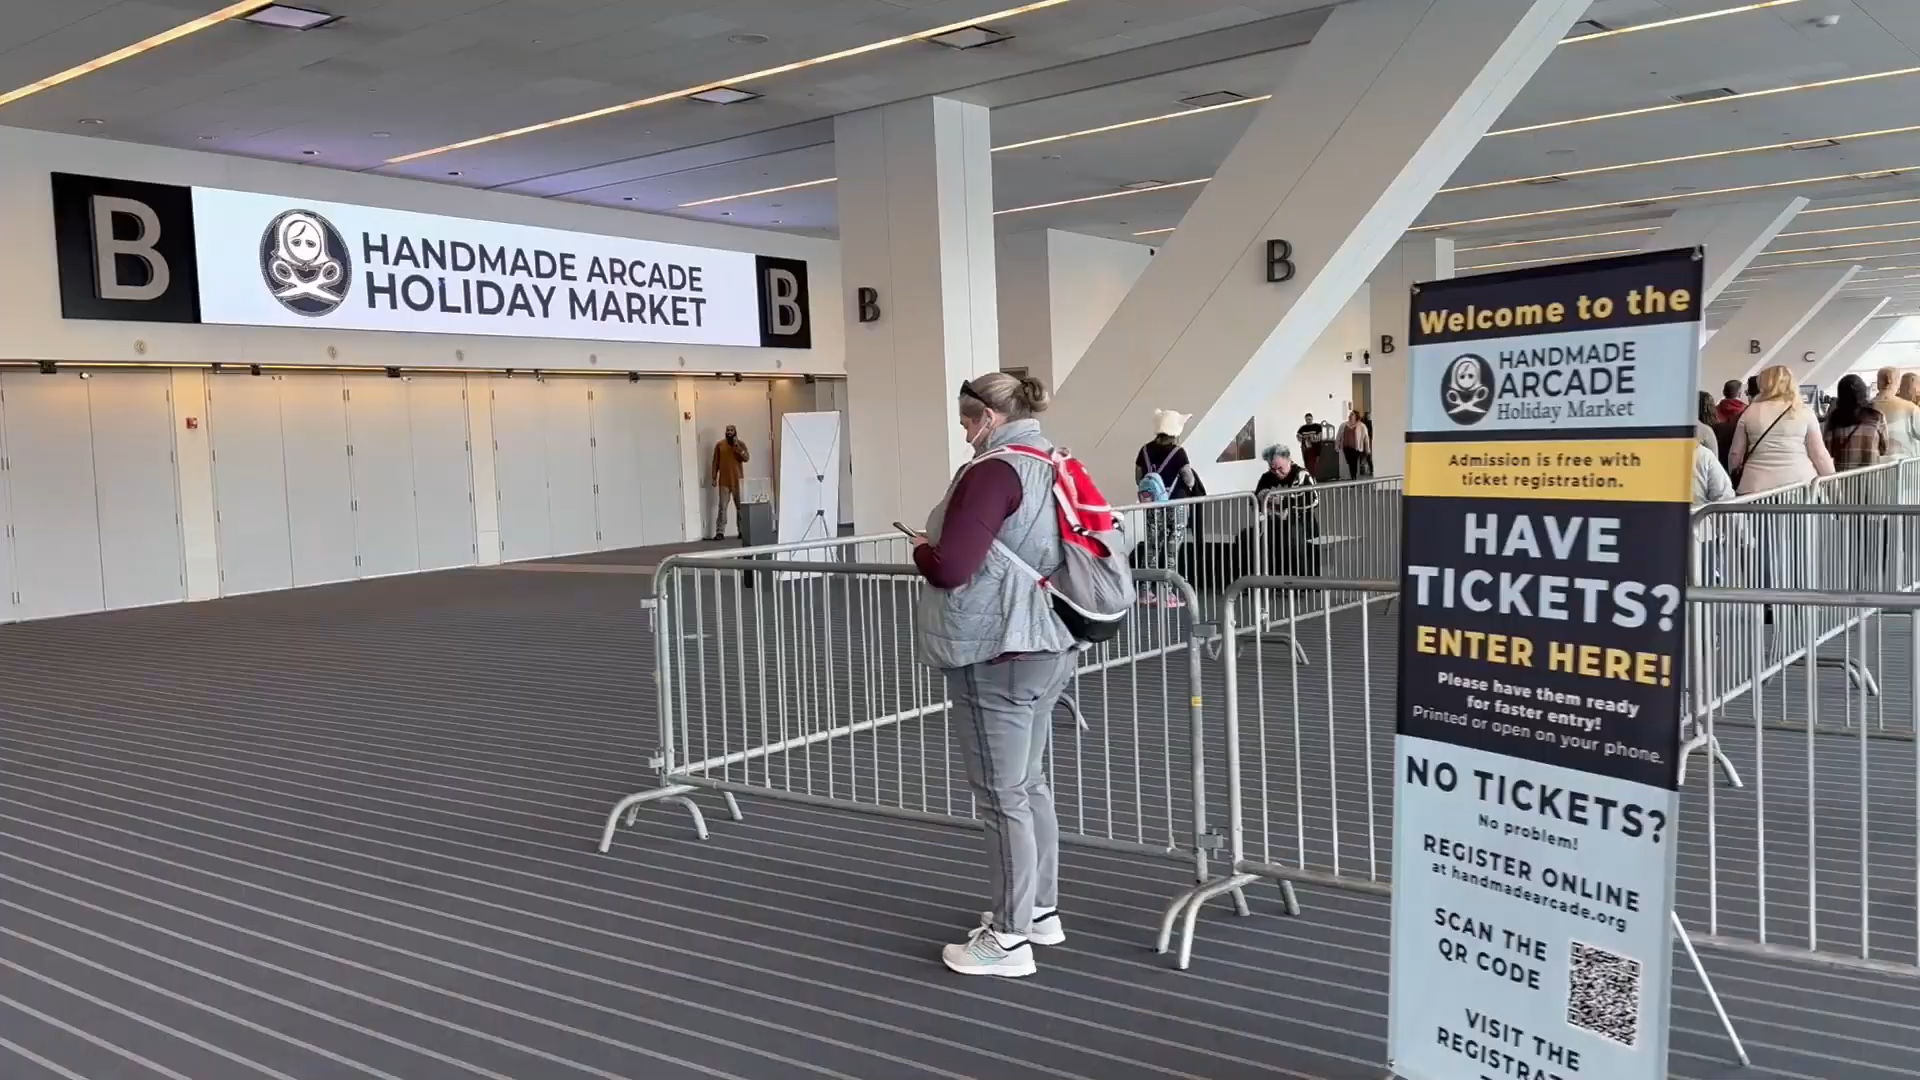 B
HANDMADE ARCADE
HOLIDAY MARKET
B
B
B
B
B
C
Welcome to the
HANDMADE
ARCADE
Holiday Market
Admission is free with
ticket registration.
HAVE
TICKETS?
ENTER HERE!
Please have them ready
for faster entry!
Printed or open on your phone.
NO TICKETS?
No problem!
REGISTER ONLINE
at handmadearcade.org
SCAN THE
QR CODE
VISIT THE